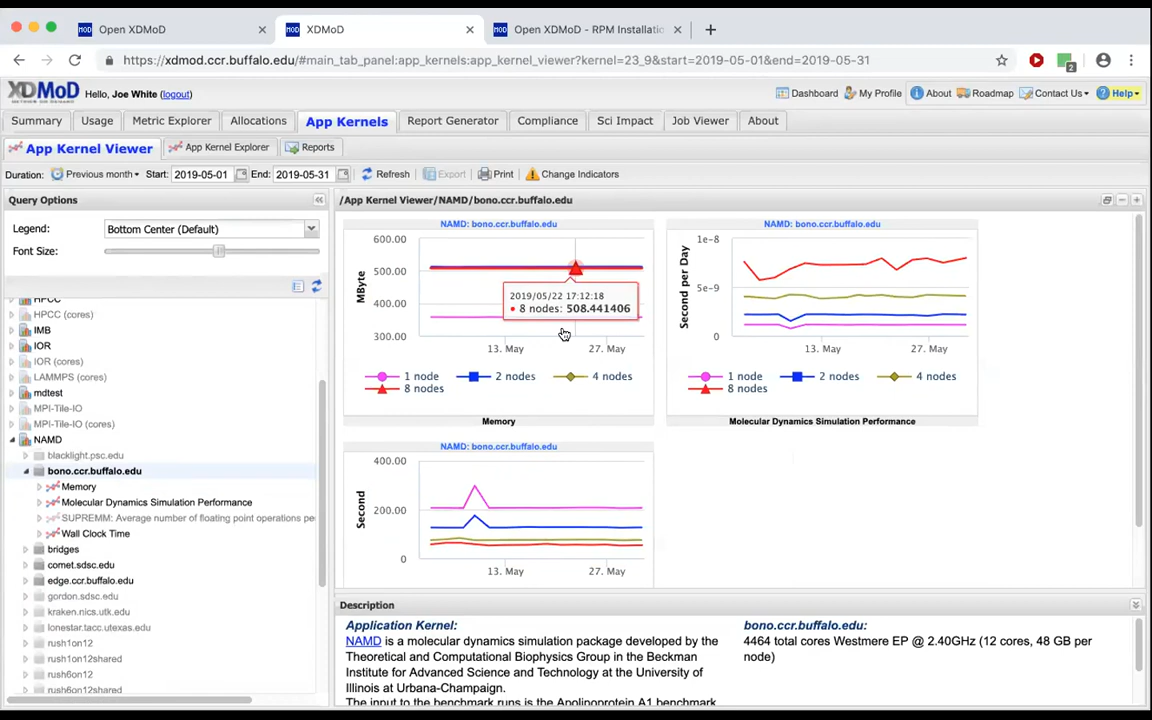 Open XDMoD
XDMoD
Open XDMoD - RPM Installatio
https://xdmod.ccr.buffalo.edu/#main_tab_panel:app_kernels:app_kernel_viewer?kernel=23_9&start=2019-05-01&end=2019-05-31
2
XDMoD Hello, Joe White (logout)
Dashboard My Profile About Roadmap Contact Us Help
Summary Usage Metric Explorer Allocations App Kernels Report Generator Compliance Sci Impact Job Viewer About
App Kernel Viewer App Kernel Explorer Reports
Duration: Previous month Start: 2019-05-01 End: 2019-05-31 Refresh Export Print Change Indicators
Query Options
Legend: Bottom Center (Default)
Font Size:
HPCC
HPCC (cores)
IMB
IOR
IOR (cores)
LAMMPS (cores)
mdtest
MPI-Tile-IO
MPI-Tile-IO (cores)
NAMD
blacklight.psc.edu
bono.ccr.buffalo.edu
Memory
Molecular Dynamics Simulation Performance
SUPREMM: Average number of floating point operations pe
Wall Clock Time
bridges
comet.sdsc.edu
edge.ccr.buffalo.edu
gordon.sdsc.edu
kraken.nics.utk.edu
lonestar.tacc.utexas.edu
rush1on12
rush1on12shared
rush6on12
rush6on12shared
/App Kernel Viewer/NAMD/bono.ccr.buffalo.edu
NAMD: bono.ccr.buffalo.edu
MByte
600.00
500.00
400.00
300.00
2019/05/22 17:12:18
8 nodes: 508.441406
13. May 27. May
1 node 2 nodes 4 nodes
8 nodes
Memory
NAMD: bono.ccr.buffalo.edu
Second per Day
1e-8
5e-9
0
13. May 27. May
1 node 2 nodes 4 nodes
8 nodes
Molecular Dynamics Simulation Performance
NAMD: bono.ccr.buffalo.edu
Second
400.00
200.00
0
13. May 27. May
Description
Application Kernel:
NAMD is a molecular dynamics simulation package developed by the
Theoretical and Computational Biophysics Group in the Beckman
Institute for Advanced Science and Technology at the University of
Illinois at Urbana-Champaign.
The input to the benchmark runs is the Apolipoprotein A1 benchmark
bono.ccr.buffalo.edu:
4464 total cores Westmere EP @ 2.40GHz (12 cores, 48 GB per
node)